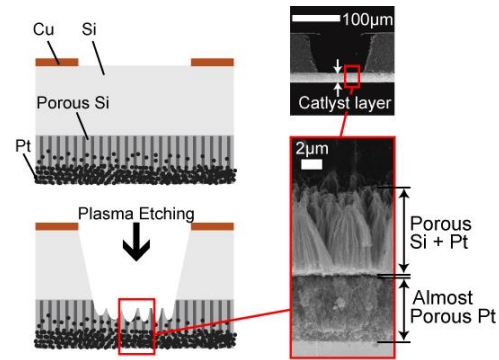 Cu
Si
Porous Si
Pt
Plasma Etching
100μm
Catlyst layer
2μm
Porous
Si + Pt
Almost
Porous Pt